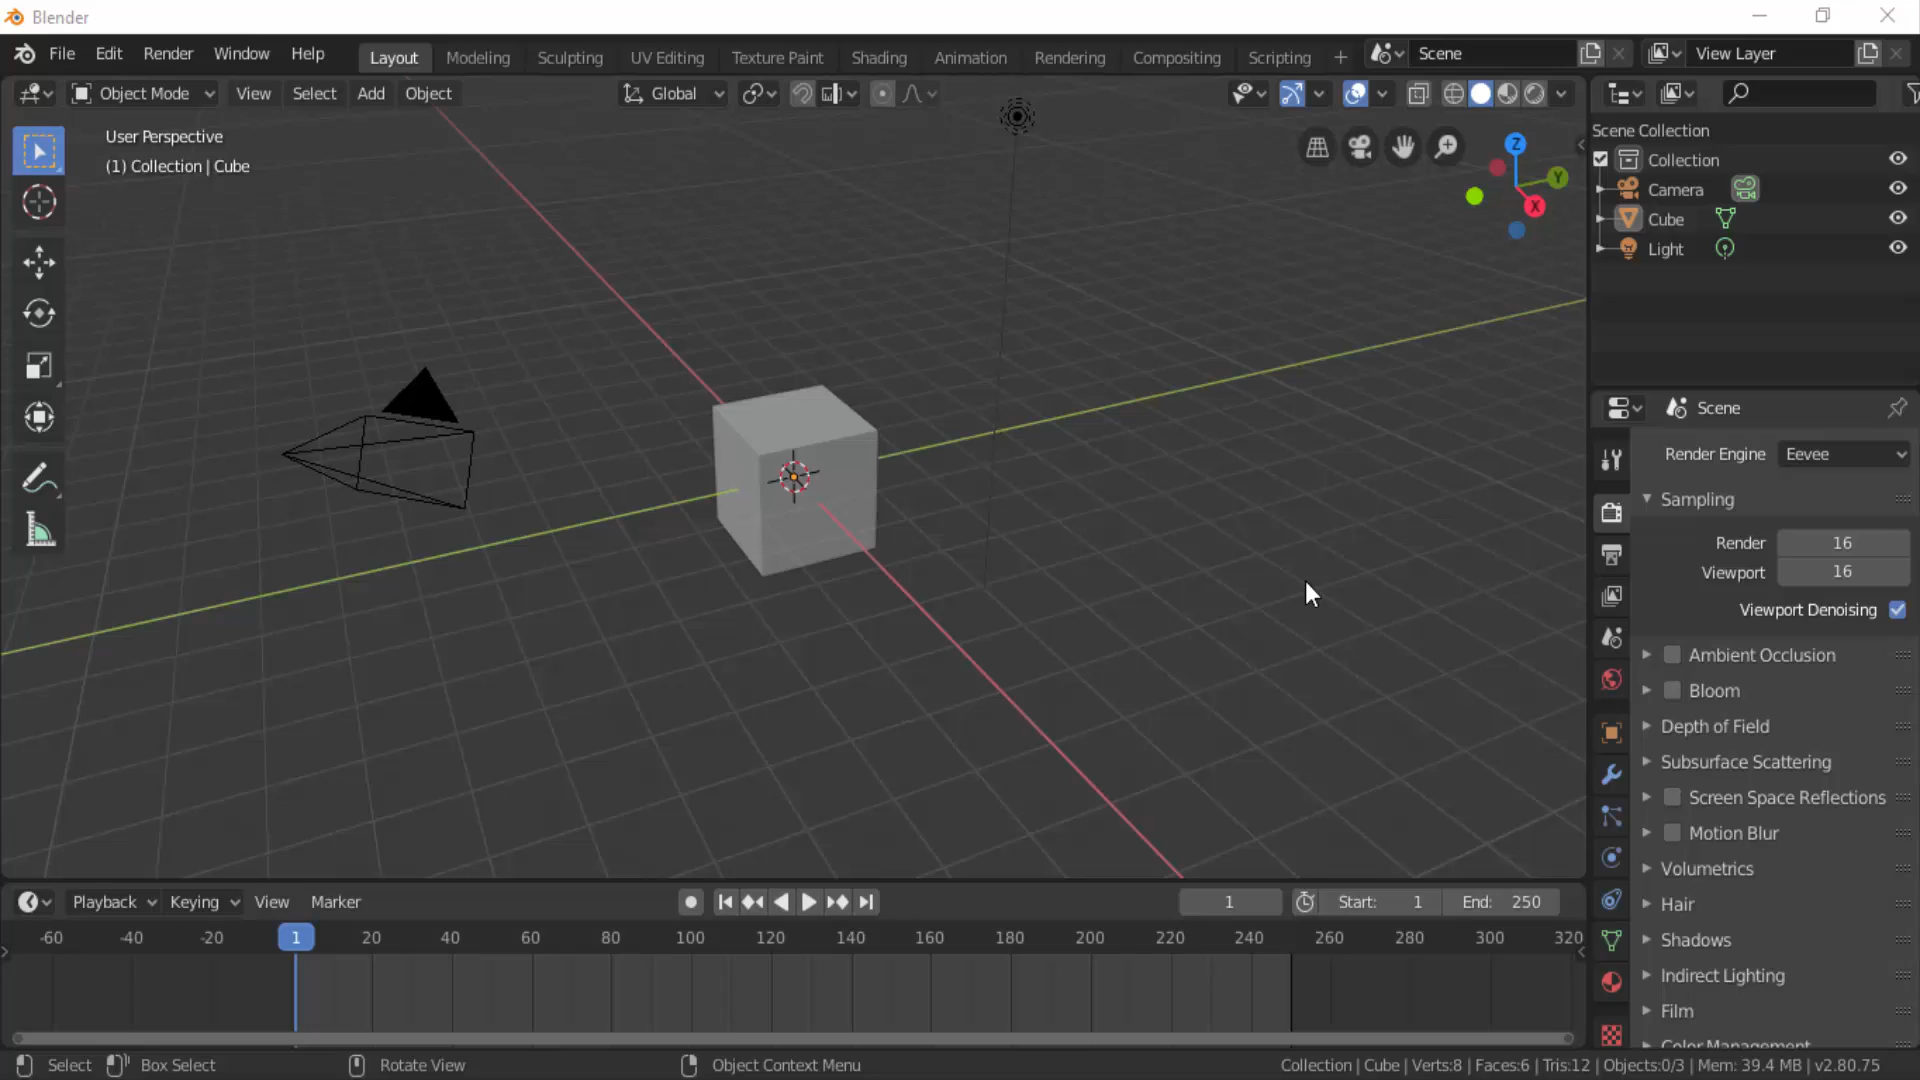 Blender
File Edit Render Window Help Layout Modeling Sculpting UV Editing Texture Paint Shading Animation Rendering Compositing Scripting + Scene View Layer
Object Mode View Select Add Object Global
User Perspective
(1) Collection | Cube
Z
Y
X
Scene Collection
Collection
Camera
Cube
Light
Scene
Render Engine Eevee
Sampling
Render 16
Viewport 16
Viewport Denoising
Ambient Occlusion
Bloom
Depth of Field
Subsurface Scattering
Screen Space Reflections
Motion Blur
Volumetrics
Hair
Shadows
Indirect Lighting
Film
Color Management
Playback Keying View Marker 1 Start: 1 End: 250
-60 -40 -20 1 20 40 60 80 100 120 140 160 180 200 220 240 260 280 300 320
Select Box Select Rotate View Object Context Menu Collection | Cube | Verts:8 | Faces:6 | Tris:12 | Objects:0/3 | Mem: 39.4 MB | v2.80.75